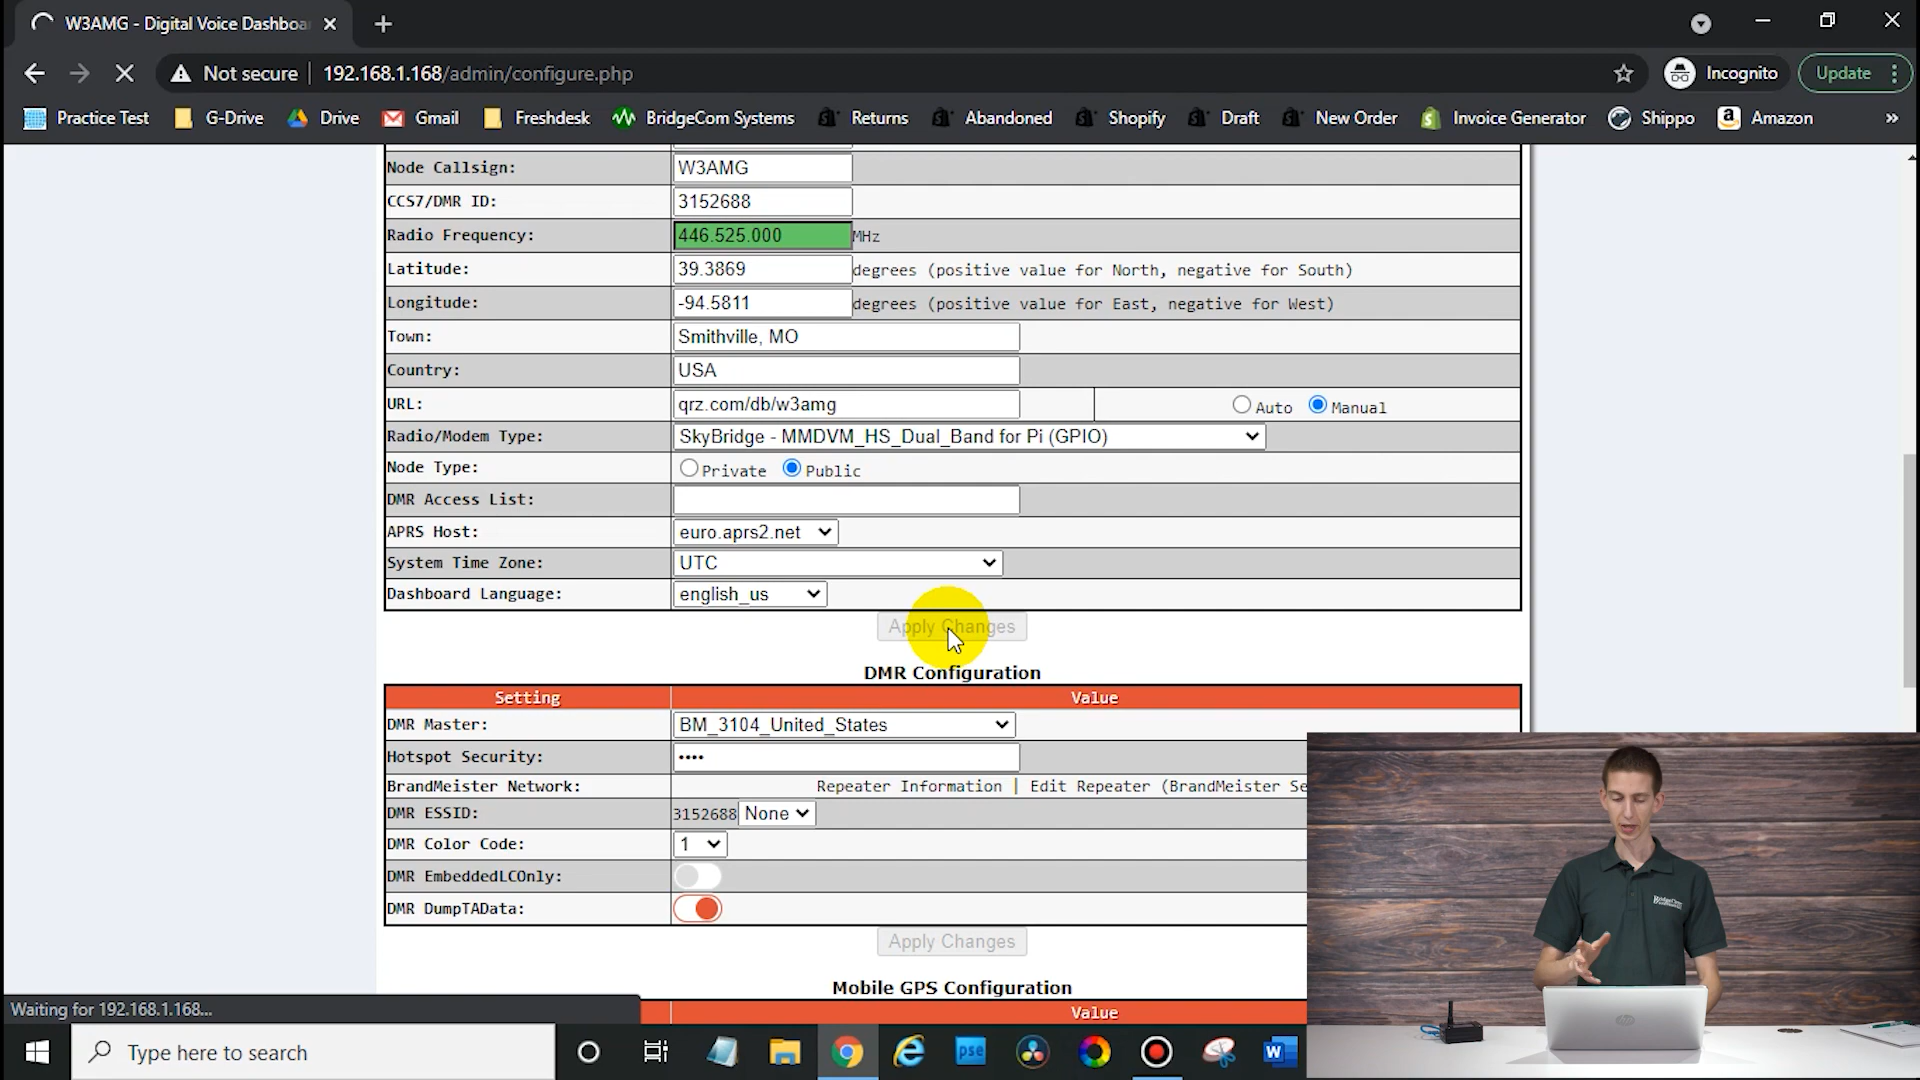 W3AMG - Digital Voice Dashboa
Not secure 192.168.1.168/admin/configure.php Incognito Update
Practice Test G-Drive Drive Gmail Freshdesk BridgeCom Systems Returns Abandoned Shopify Draft New Order Invoice Generator Shippo Amazon »
Node Callsign: W3AMG
CCS7/DMR ID: 3152688
Radio Frequency: 446.525.000 MHz
Latitude: 39.3869 degrees (positive value for North, negative for South)
Longitude: -94.5811 degrees (positive value for East, negative for West)
Town: Smithville, MO
Country: USA
URL: qrz.com/db/w3amg Auto Manual
Radio/Modem Type: SkyBridge - MMDVM_HS_Dual_Band for Pi (GPIO)
Node Type: Private Public
DMR Access List:
APRS Host: euro.aprs2.net
System Time Zone: UTC
Dashboard Language: english_us
Apply Changes
DMR Configuration
Setting Value
DMR Master: BM_3104_United_States
Hotspot Security: ••••
BrandMeister Network: Repeater Information | Edit Repeater (BrandMeister Se
DMR ESSID: 3152688 None
DMR Color Code: 1
DMR EmbeddedLCOnly:
DMR DumpTAData:
Apply Changes
Mobile GPS Configuration
Value
Waiting for 192.168.1.168...
Type here to search
pse
W
hp